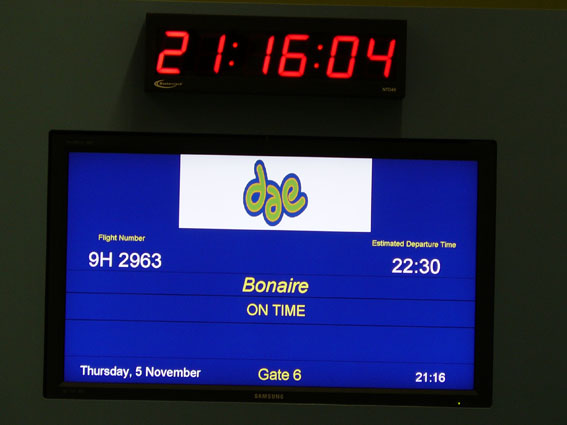 21:16:04
dae
Flight Number
Estimated Departure Time
9H 2963
22:30
Bonaire
ON TIME
Thursday, 5 November
Gate 6
21:16
SAMSUNG